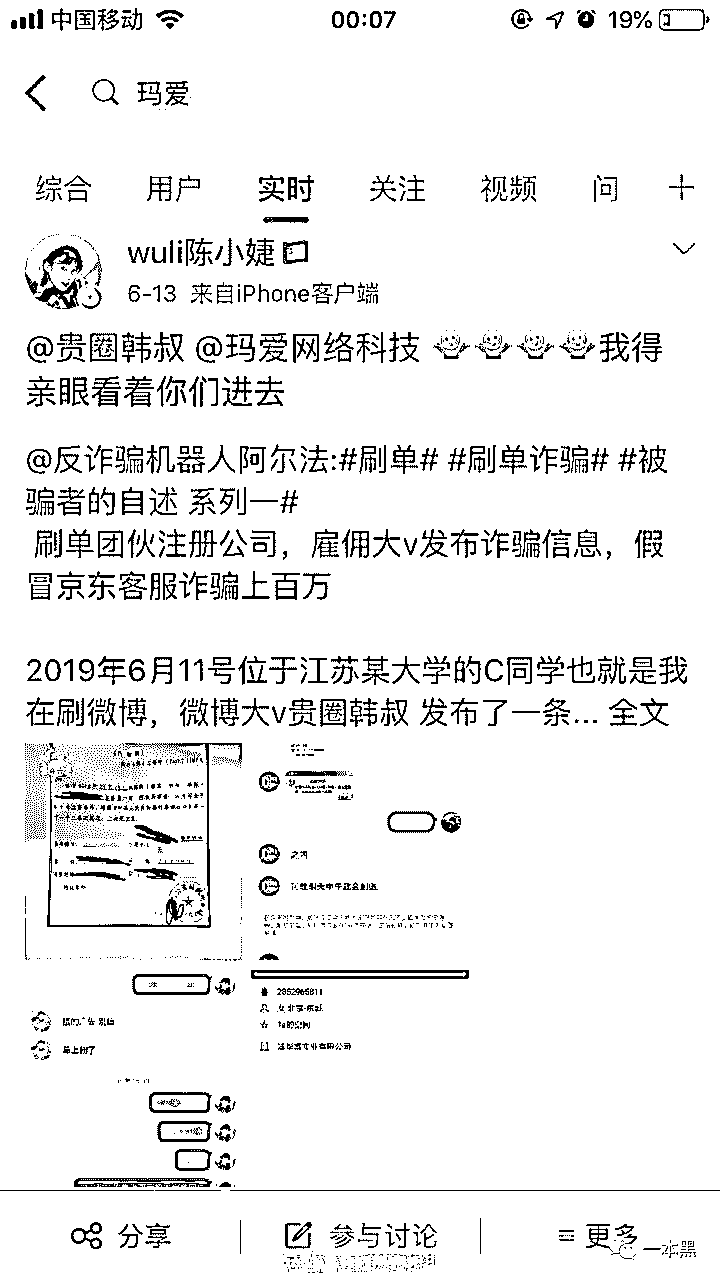 中国移动 00:07 19%
玛爱
综合 用户 实时 关注 视频 问
wuli陈小婕
6-13 来自iPhone客户端
@贵圈韩叔 @玛爱网络科技 我得
亲眼看着你们进去
@反诈骗机器人阿尔法:#刷单# #刷单诈骗# #被
骗者的自述 系列一#
刷单团伙注册公司，雇佣大v发布诈骗信息，假
冒京东客服诈骗上百万
2019年6月11号位于江苏某大学的C同学也就是我
在刷微博，微博大v贵圈韩叔 发布了一条... 全文
2852965811
马上删了
分享 参与讨论 更多
一本黑